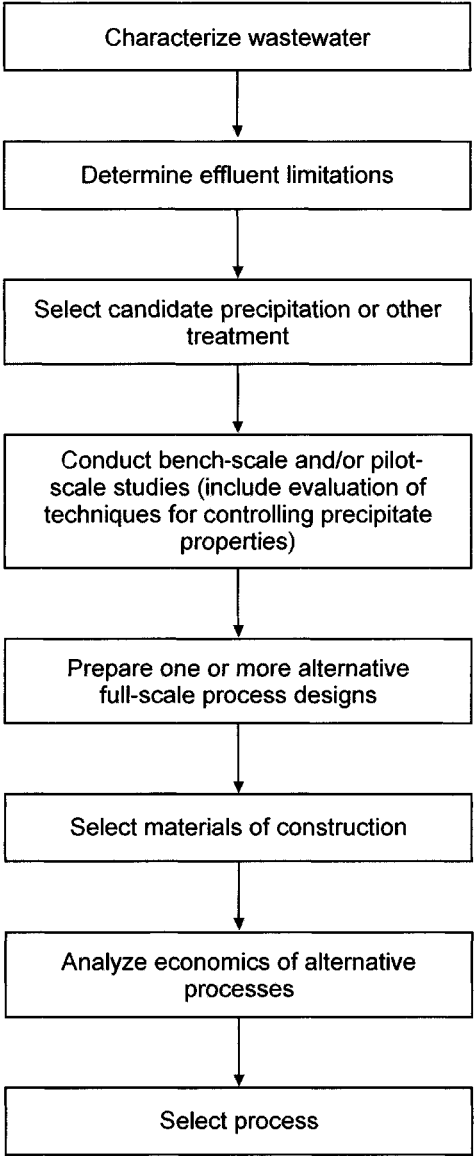 Characterize wastewater
Determine effluent limitations
Select candidate precipitation or other
treatment
Conduct bench-scale and/or pilot-
scale studies (include evaluation of
techniques for controlling precipitate
properties)
Prepare one or more alternative
full-scale process designs
Select materials of construction
Analyze economics of alternative
processes
Select process